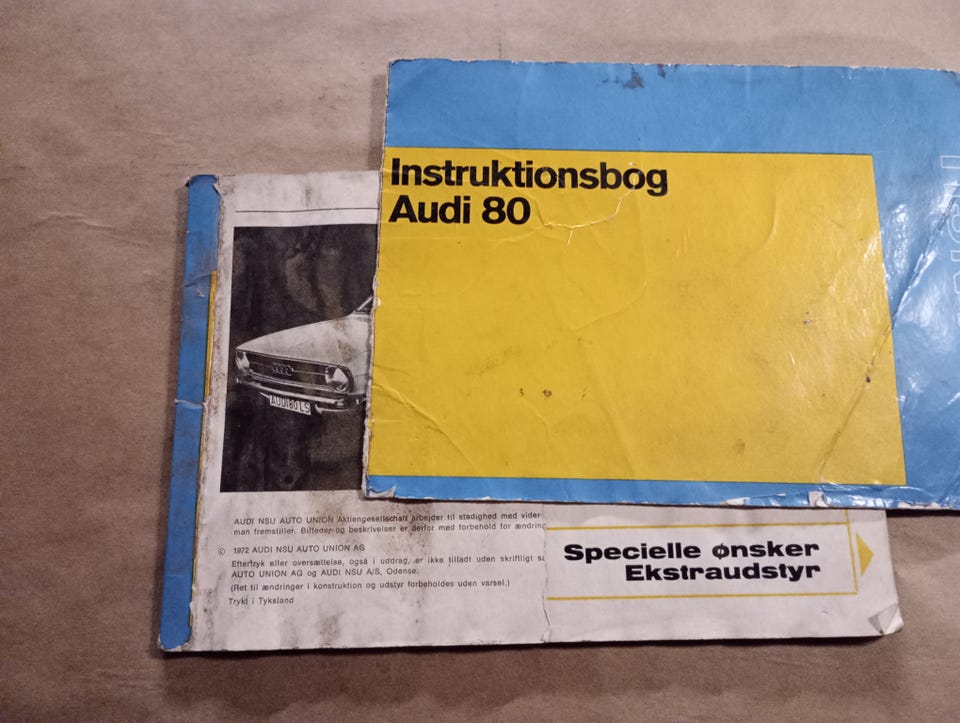 Instruktionsbog
Audi 80
AUDI 80 LS
AUDI NSU AUTO UNION Aktiengesellschaft arbejder til stadighed med
man fremstiller. Billeder og beskrivelser er derfor med forbehold for
© 1972 AUDI NSU AUTO UNION AG
Eftertryk eller oversættelse, også i uddrag, er ikke tilladt uden skriftligt
AUTO UNION AG og AUDI NSU A/S, Odense.
(Ret til ændringer i konstruktion og udstyr forbeholdes uden varsel.)
Trykt i Tyskland
Specielle ønsker
Ekstraudstyr